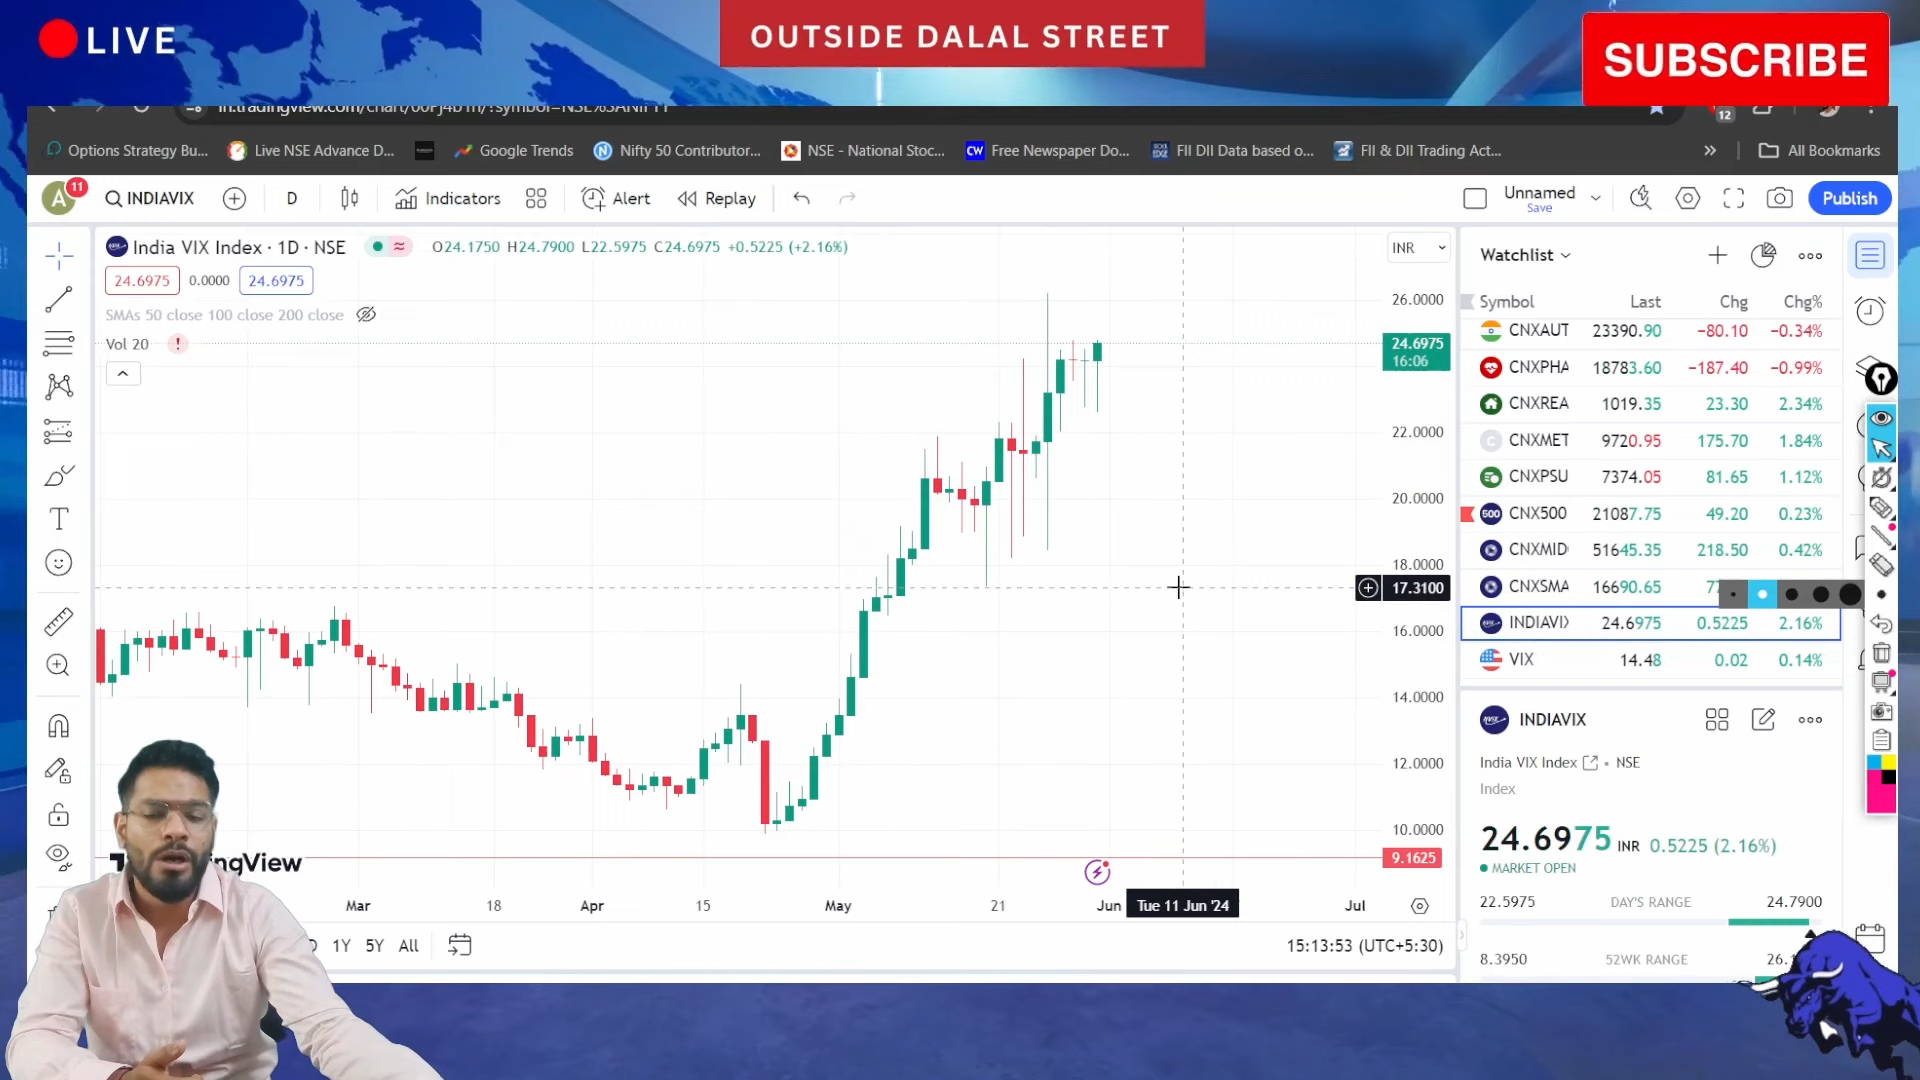 LIVE
OUTSIDE DALAL STREET
SUBSCRIBE
12
Options Strategy Bu...
Live NSE Advance D...
Google Trends
Nifty 50 Contributor...
NSE - National Stoc...
CW Free Newspaper Do...
FII DII Data based o...
FII & DII Trading Act...
All Bookmarks
A 11
INDIAVIX
D
Indicators
Alert
Replay
Unnamed
Save
Publish
India VIX Index · 1D · NSE
O24.1750 H24.7900 L22.5975 C24.6975 +0.5225 (+2.16%)
INR
24.6975 0.0000 24.6975
SMAs 50 close 100 close 200 close
Vol 20
26.0000
24.6975
16:06
22.0000
20.0000
18.0000
17.3100
16.0000
14.0000
12.0000
10.0000
9.1625
Mar 18 Apr 15 May 21 Jun Tue 11 Jun '24 Jul
1Y 5Y All
15:13:53 (UTC+5:30)
Watchlist
Symbol Last Chg Chg%
CNXAUT 23390.90 −80.10 −0.34%
CNXPHA 18783.60 −187.40 −0.99%
CNXREA 1019.35 23.30 2.34%
C CNXMET 9720.95 175.70 1.84%
CNXPSU 7374.05 81.65 1.12%
500 CNX500 21087.75 49.20 0.23%
CNXMID 51645.35 218.50 0.42%
CNXSMA 16690.65
INDIAVI 24.6975 0.5225 2.16%
VIX 14.48 0.02 0.14%
INDIAVIX
India VIX Index • NSE
Index
24.6975 INR 0.5225 (2.16%)
MARKET OPEN
22.5975 DAY'S RANGE 24.7900
8.3950 52WK RANGE